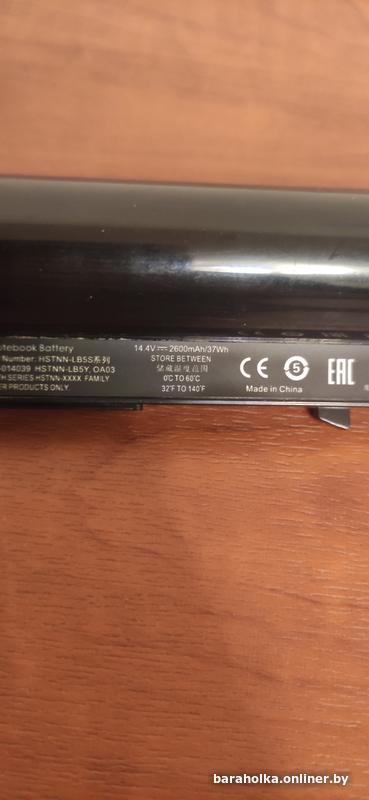 otebook Battery
Number: HSTNN-LB5S系列
-014039 HSTNN-LB5Y, OA03
H SERIES HSTNN-XXXX FAMILY
ER PRODUCTS ONLY
14.4V⎓2600mAh/37Wh
STORE BETWEEN
储藏温度范围
0℃ TO 60℃
32℉ TO 140℉
CE
5
Made in China
EAC
baraholka.onliner.by